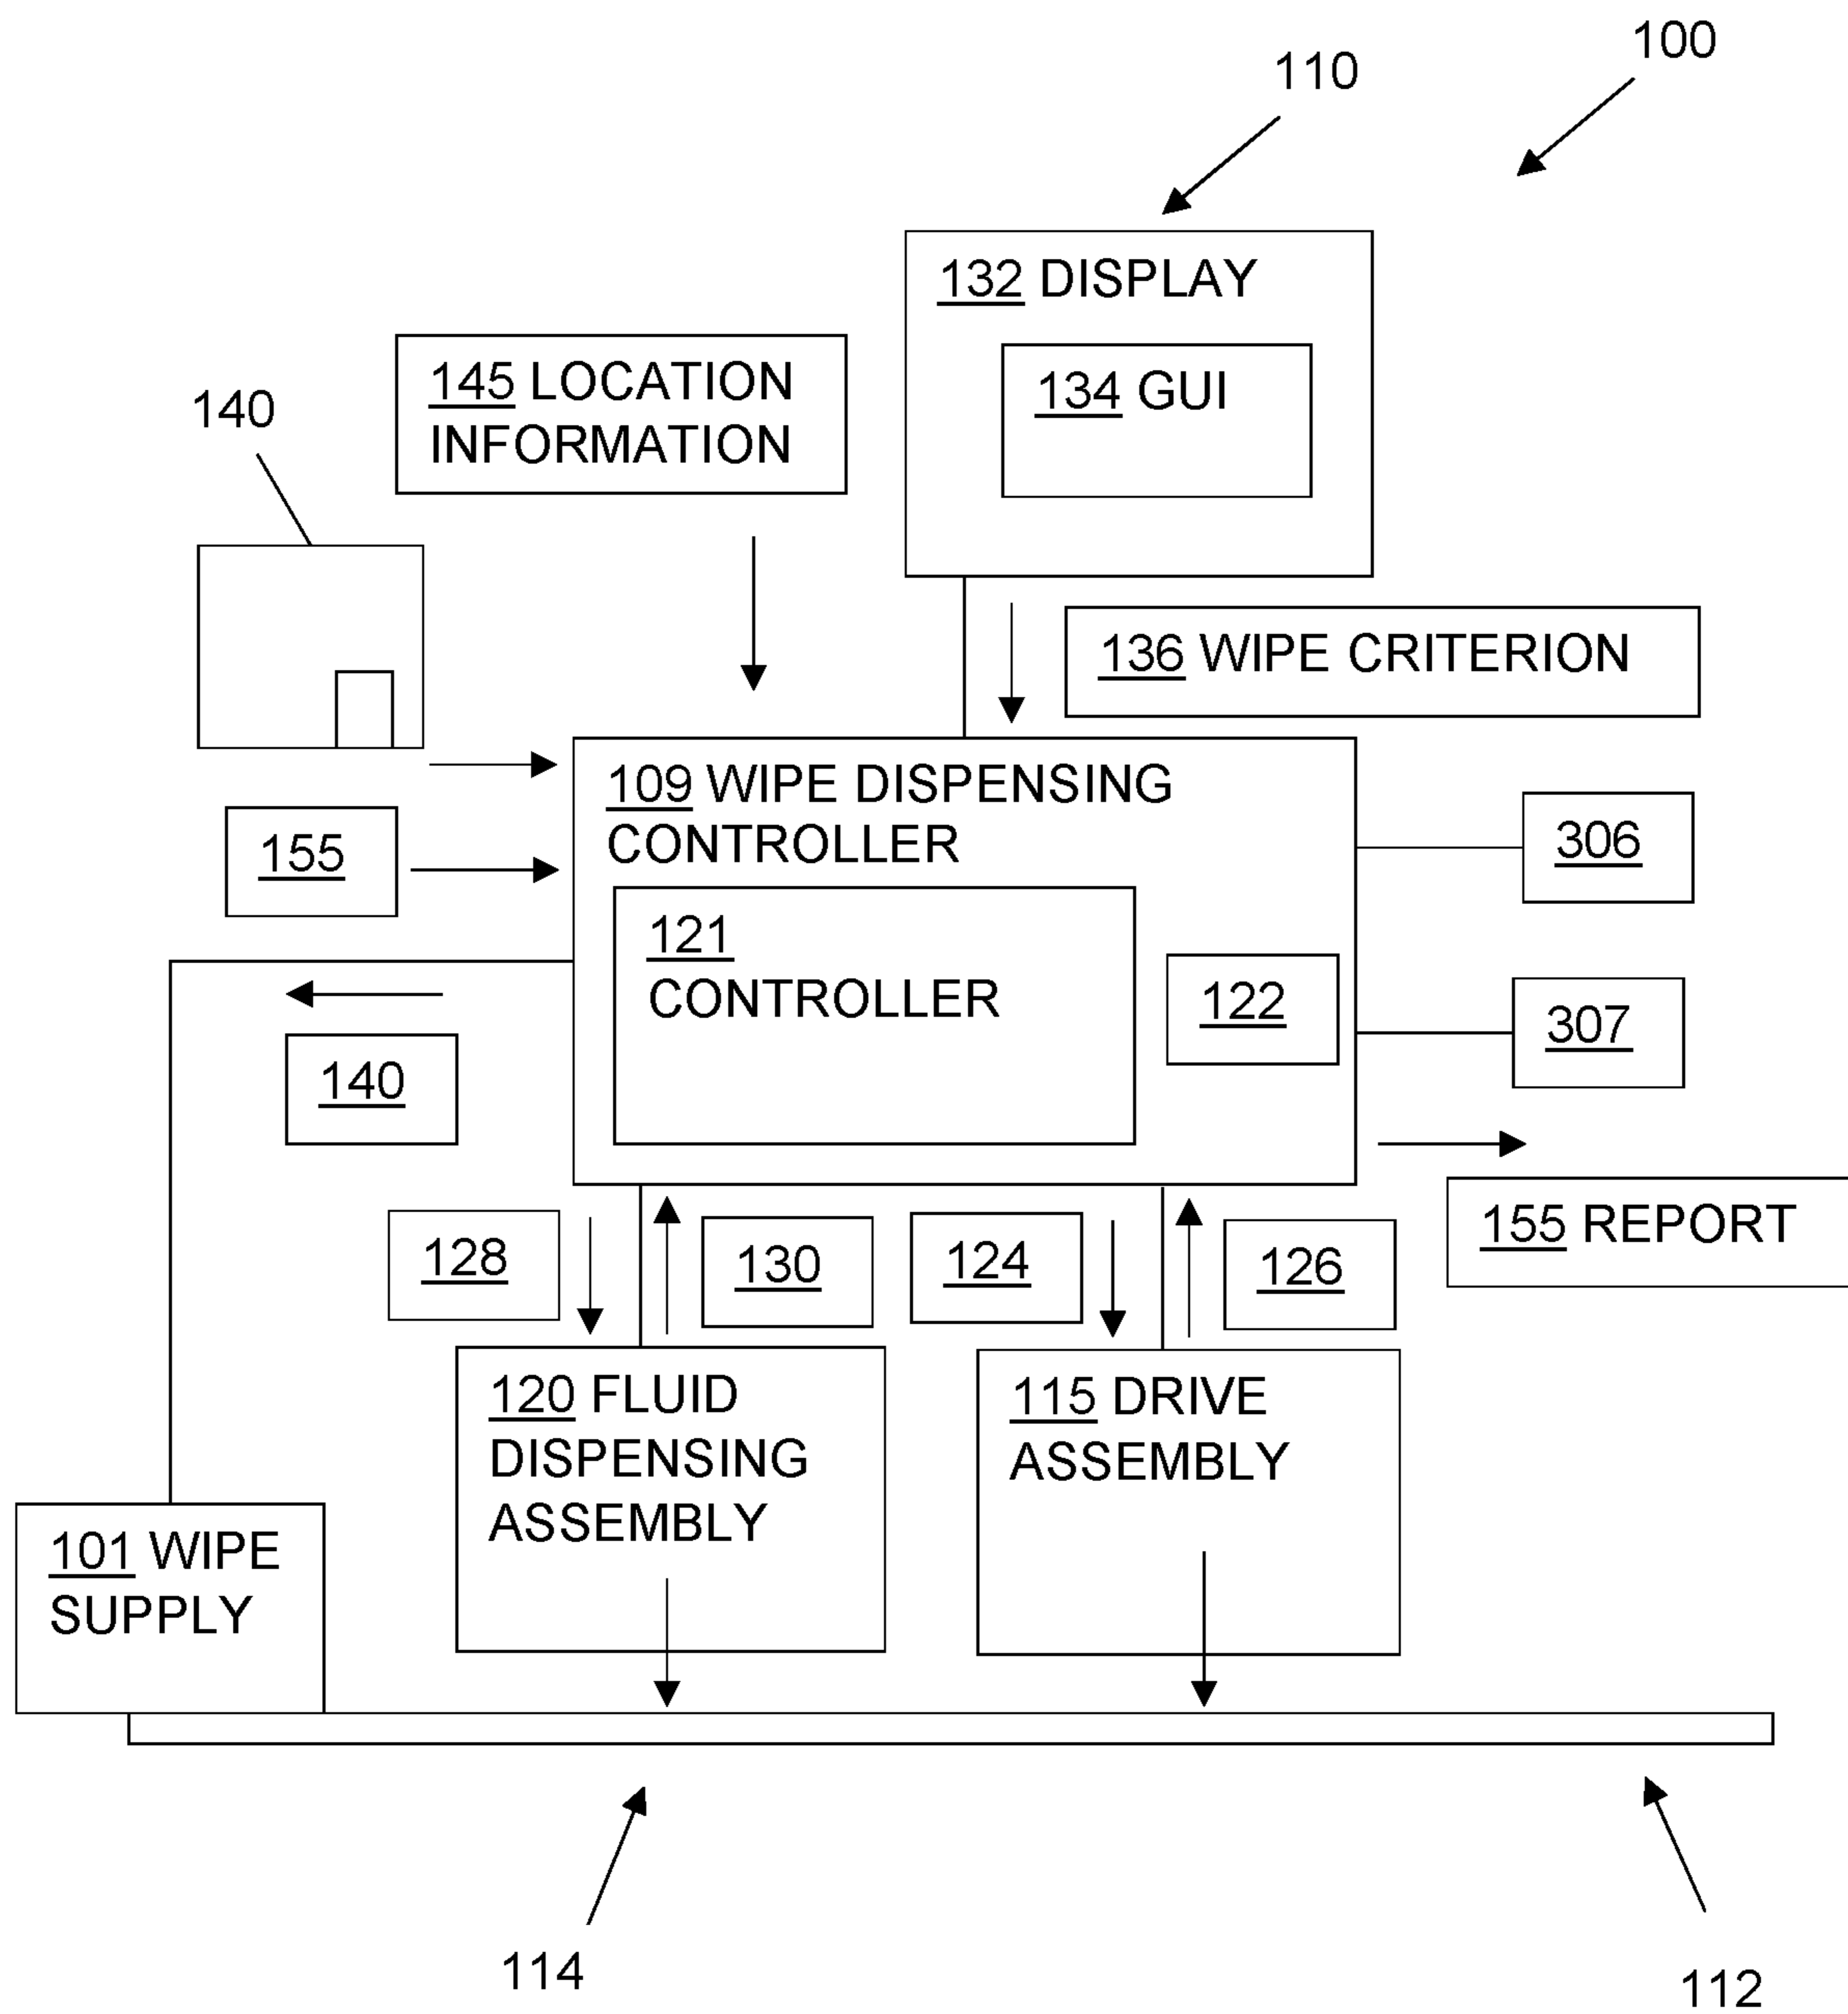 100
110
132 DISPLAY
134 GUI
145 LOCATION
INFORMATION
140
136 WIPE CRITERION
109 WIPE DISPENSING
CONTROLLER
155
306
121
CONTROLLER
122
307
140
155 REPORT
128
130
124
126
120 FLUID
DISPENSING
ASSEMBLY
115 DRIVE
ASSEMBLY
101 WIPE
SUPPLY
114
112